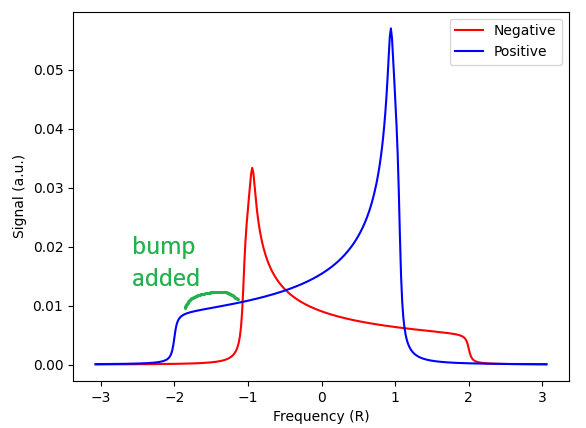 Negative
Positive
0.05
0.04
0.03
0.02
0.01
0.00
Signal (a.u.)
bump
added
−3
−2
−1
0
1
2
3
Frequency (R)